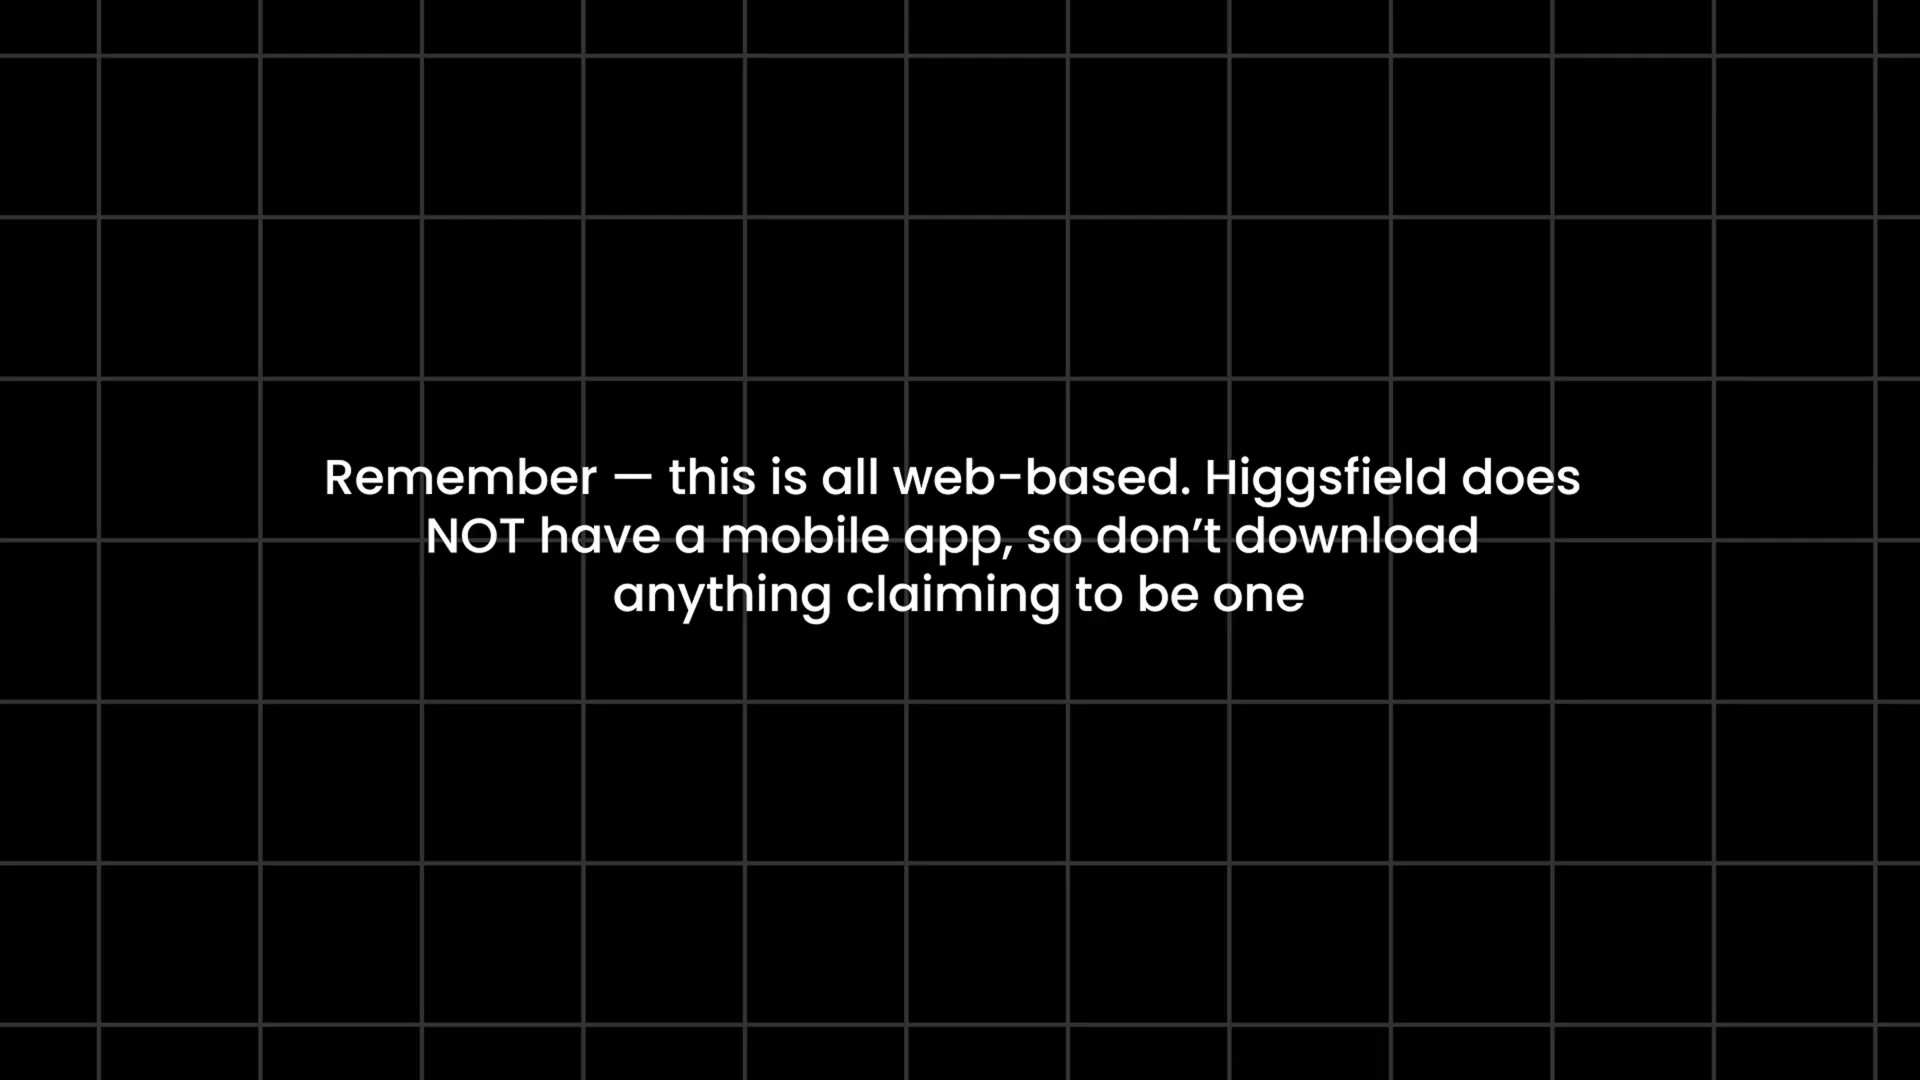 Remember — this is all web-based. Higgsfield does
NOT have a mobile app, so don’t download
anything claiming to be one